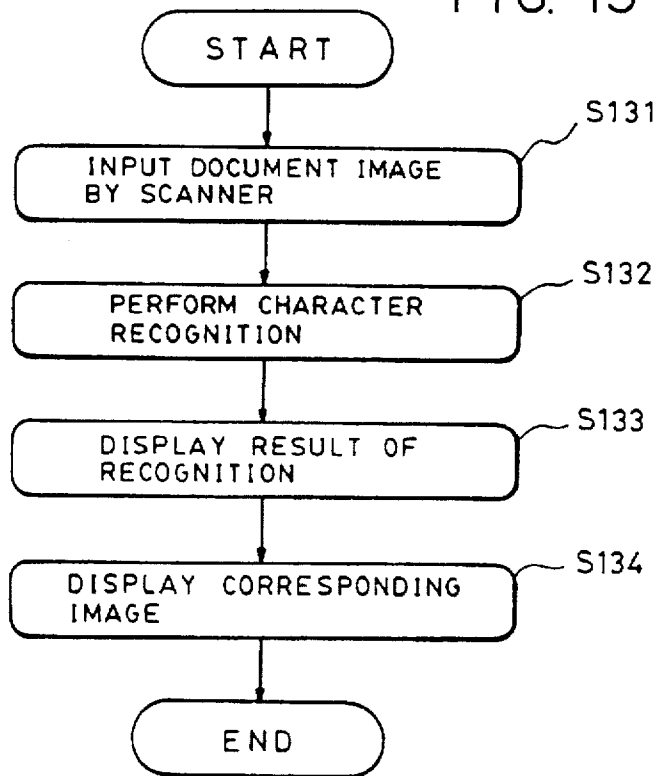 START
S131
INPUT DOCUMENT IMAGE
BY SCANNER
S132
PERFORM CHARACTER
RECOGNITION
S133
DISPLAY RESULT OF
RECOGNITION
S134
DISPLAY CORRESPONDING
IMAGE
END